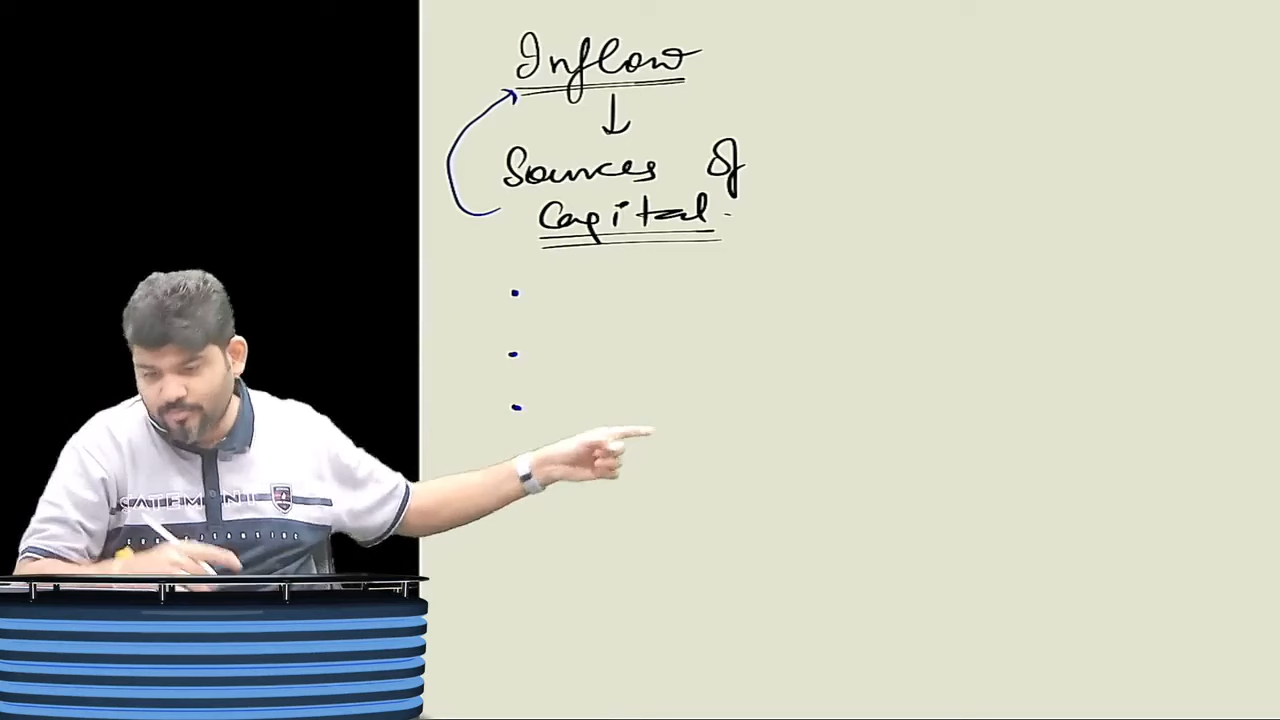 Inflow
↓
Sources of
Capital.
•
•
•